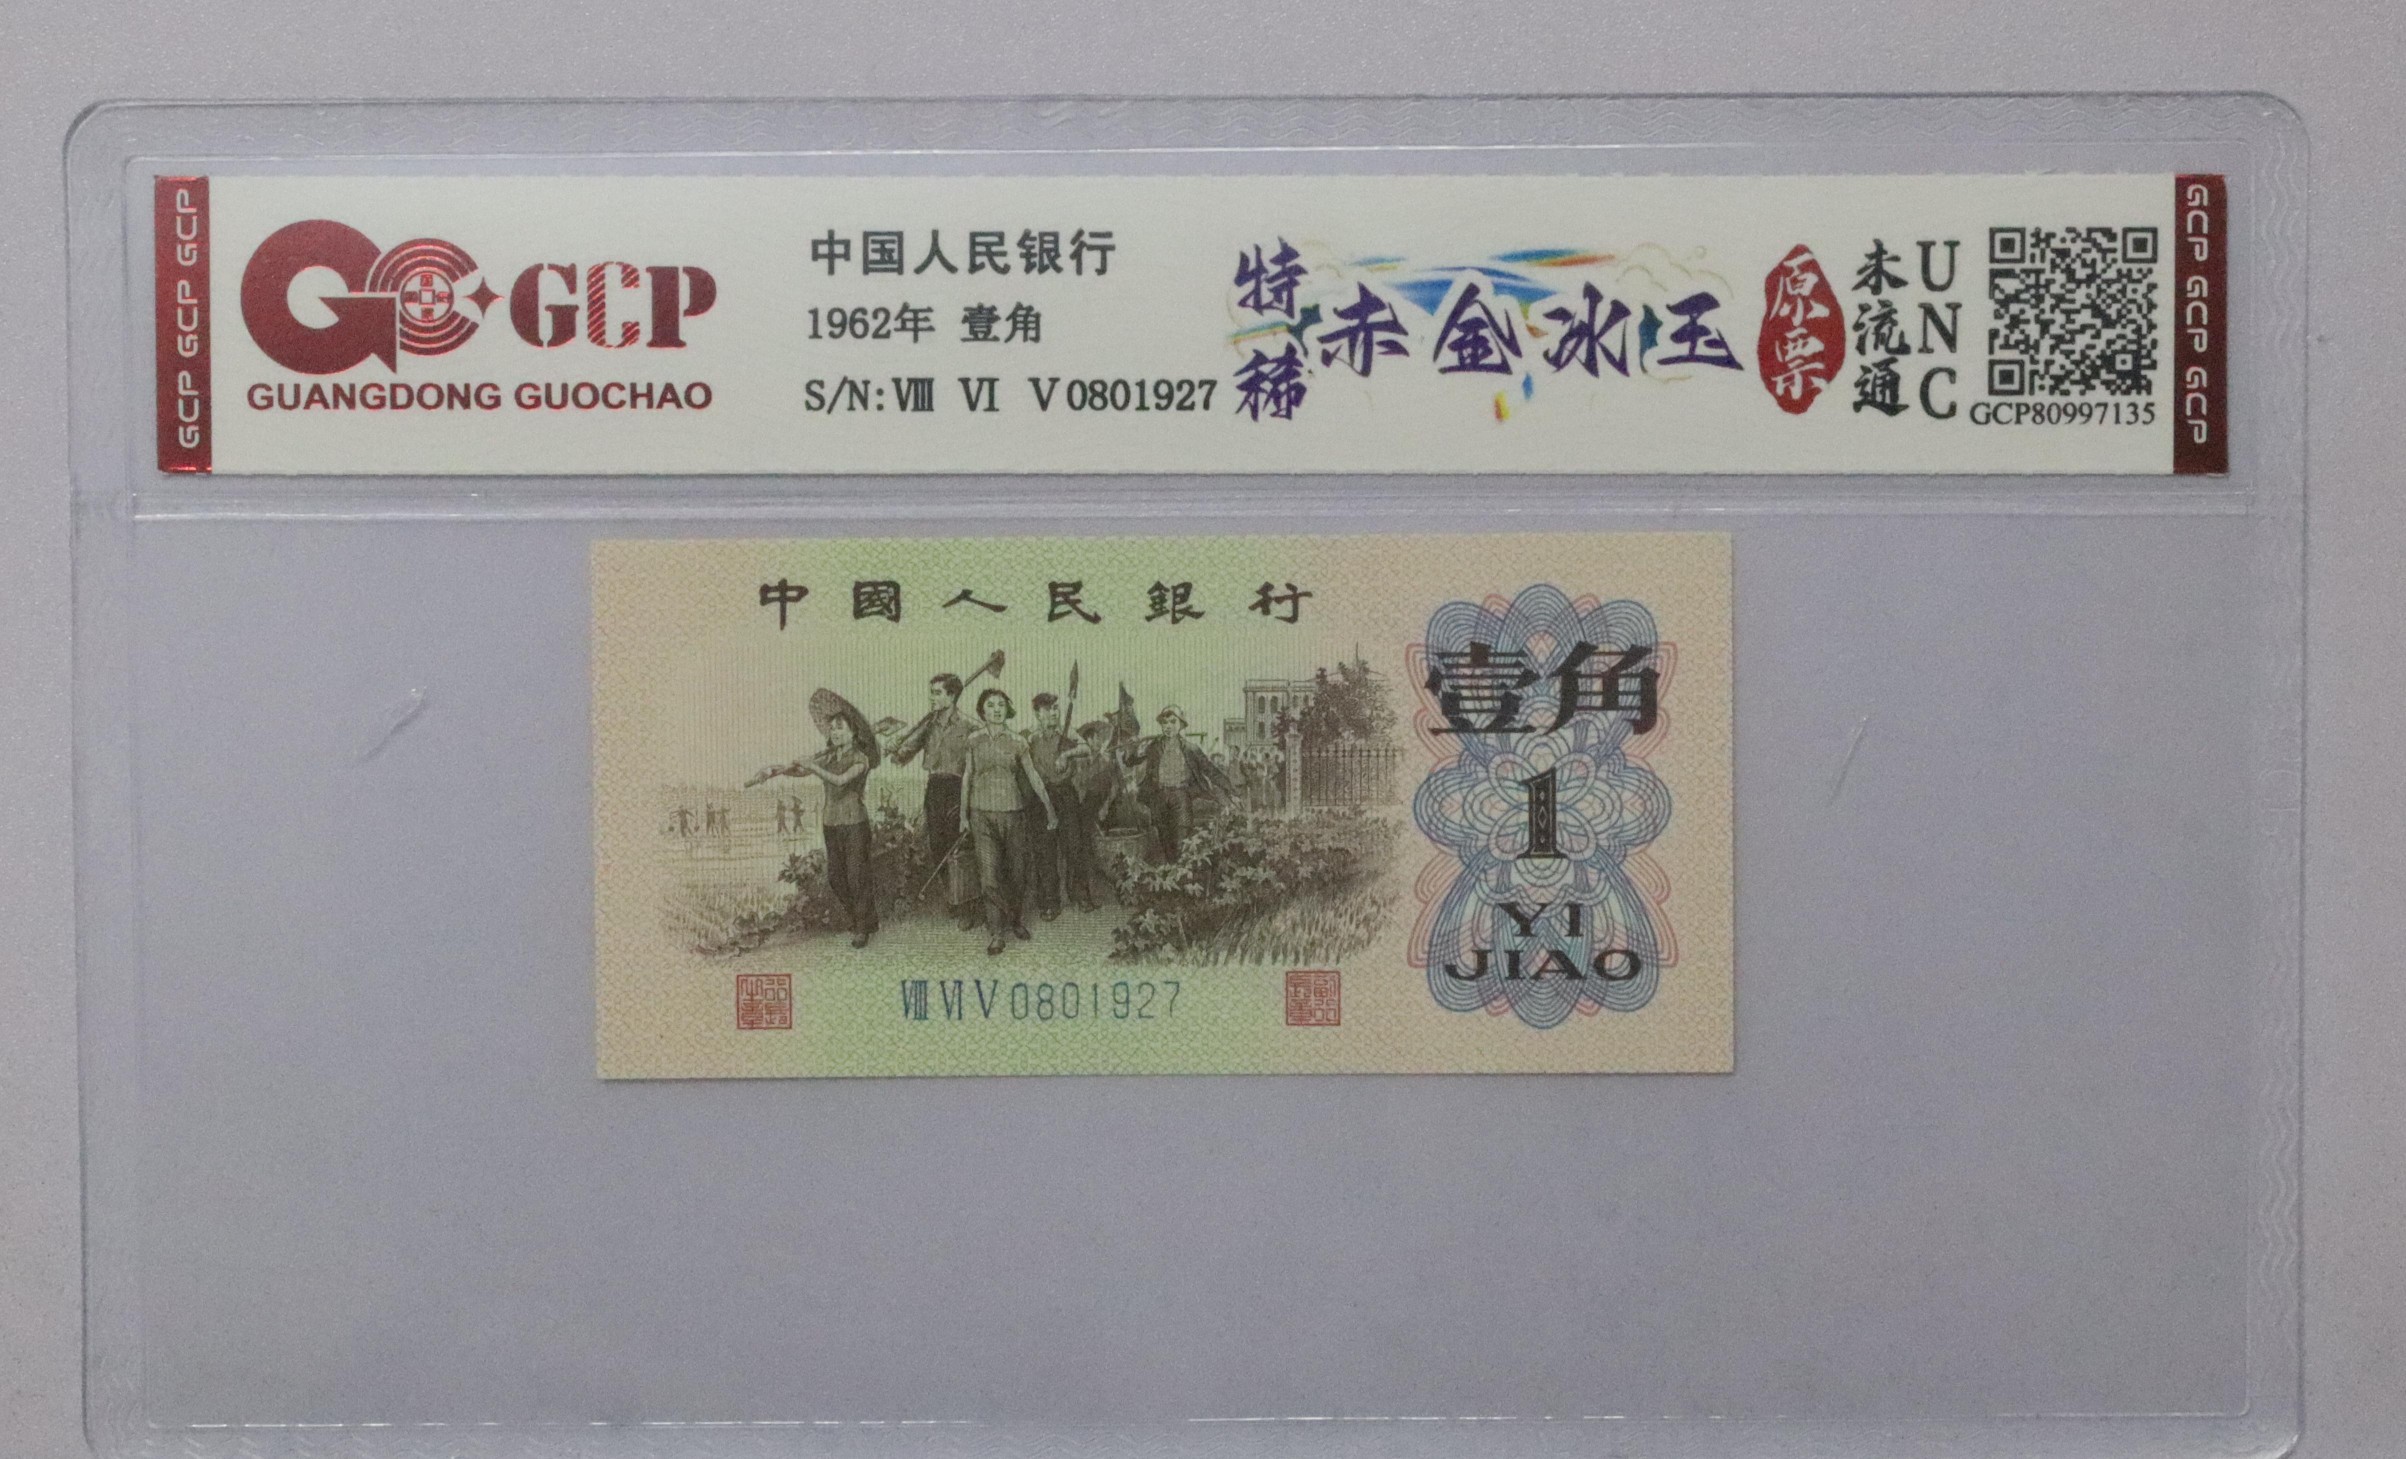 GCP GCP GCP
GCP
GUANGDONG GUOCHAO
中国人民银行
1962年 壹角
S/N: Ⅷ Ⅵ Ⅴ 0801927
特稀
赤金冰玉
原票
未流通
UNC
GCP80997135
GCP GCP GCP
中國人民銀行
壹角
1
YI
JIAO
Ⅷ Ⅵ Ⅴ 0801927